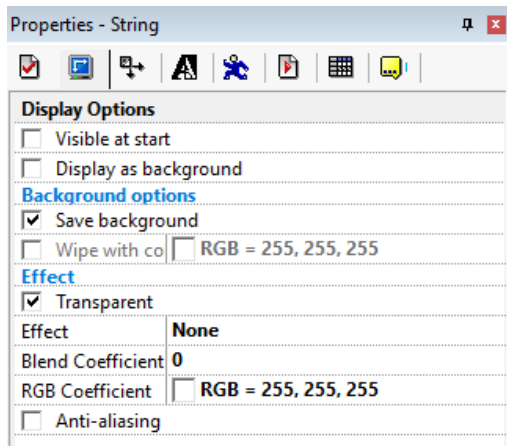 Properties - String
Display Options
Visible at start
Display as background
Background options
Save background
Wipe with co RGB = 255, 255, 255
Effect
Transparent
Effect None
Blend Coefficient 0
RGB Coefficient RGB = 255, 255, 255
Anti-aliasing